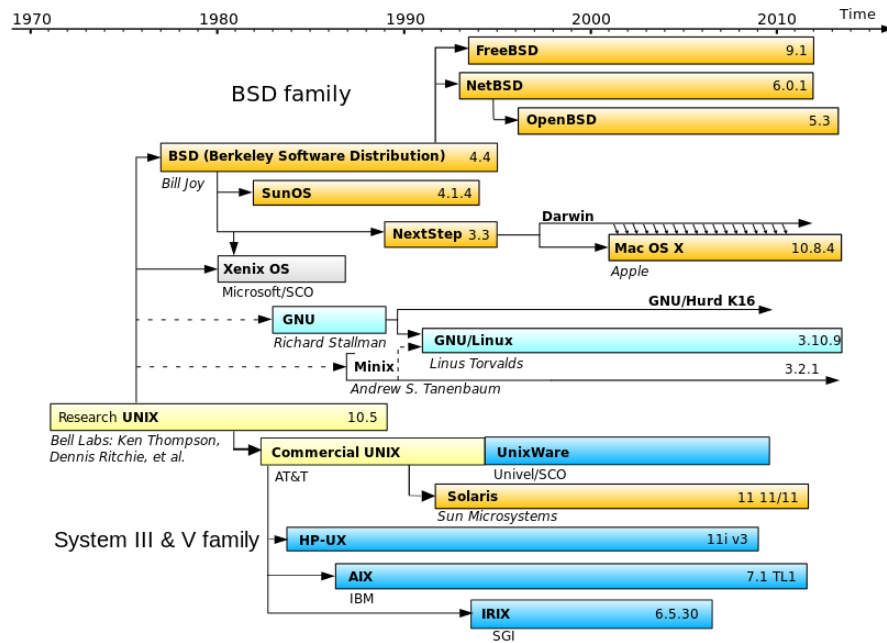 1970 1980 1990 2000 2010 Time
FreeBSD 9.1
BSD family
NetBSD 6.0.1
OpenBSD 5.3
BSD (Berkeley Software Distribution) 4.4
Bill Joy
SunOS 4.1.4
Darwin
NextStep 3.3
Mac OS X 10.8.4
Apple
Xenix OS
Microsoft/SCO
GNU/Hurd K16
GNU
Richard Stallman
GNU/Linux 3.10.9
Linus Torvalds
Minix 3.2.1
Andrew S. Tanenbaum
Research UNIX 10.5
Bell Labs: Ken Thompson,
Dennis Ritchie, et al.
Commercial UNIX UnixWare
AT&T Univel/SCO
Solaris 11 11/11
Sun Microsystems
System III & V family
HP-UX 11i v3
AIX 7.1 TL1
IBM
IRIX 6.5.30
SGI